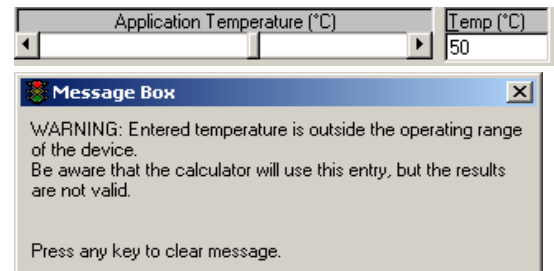 Application Temperature (°C)
Temp (°C)
50
Message Box
WARNING: Entered temperature is outside the operating range
of the device.
Be aware that the calculator will use this entry, but the results
are not valid.
Press any key to clear message.